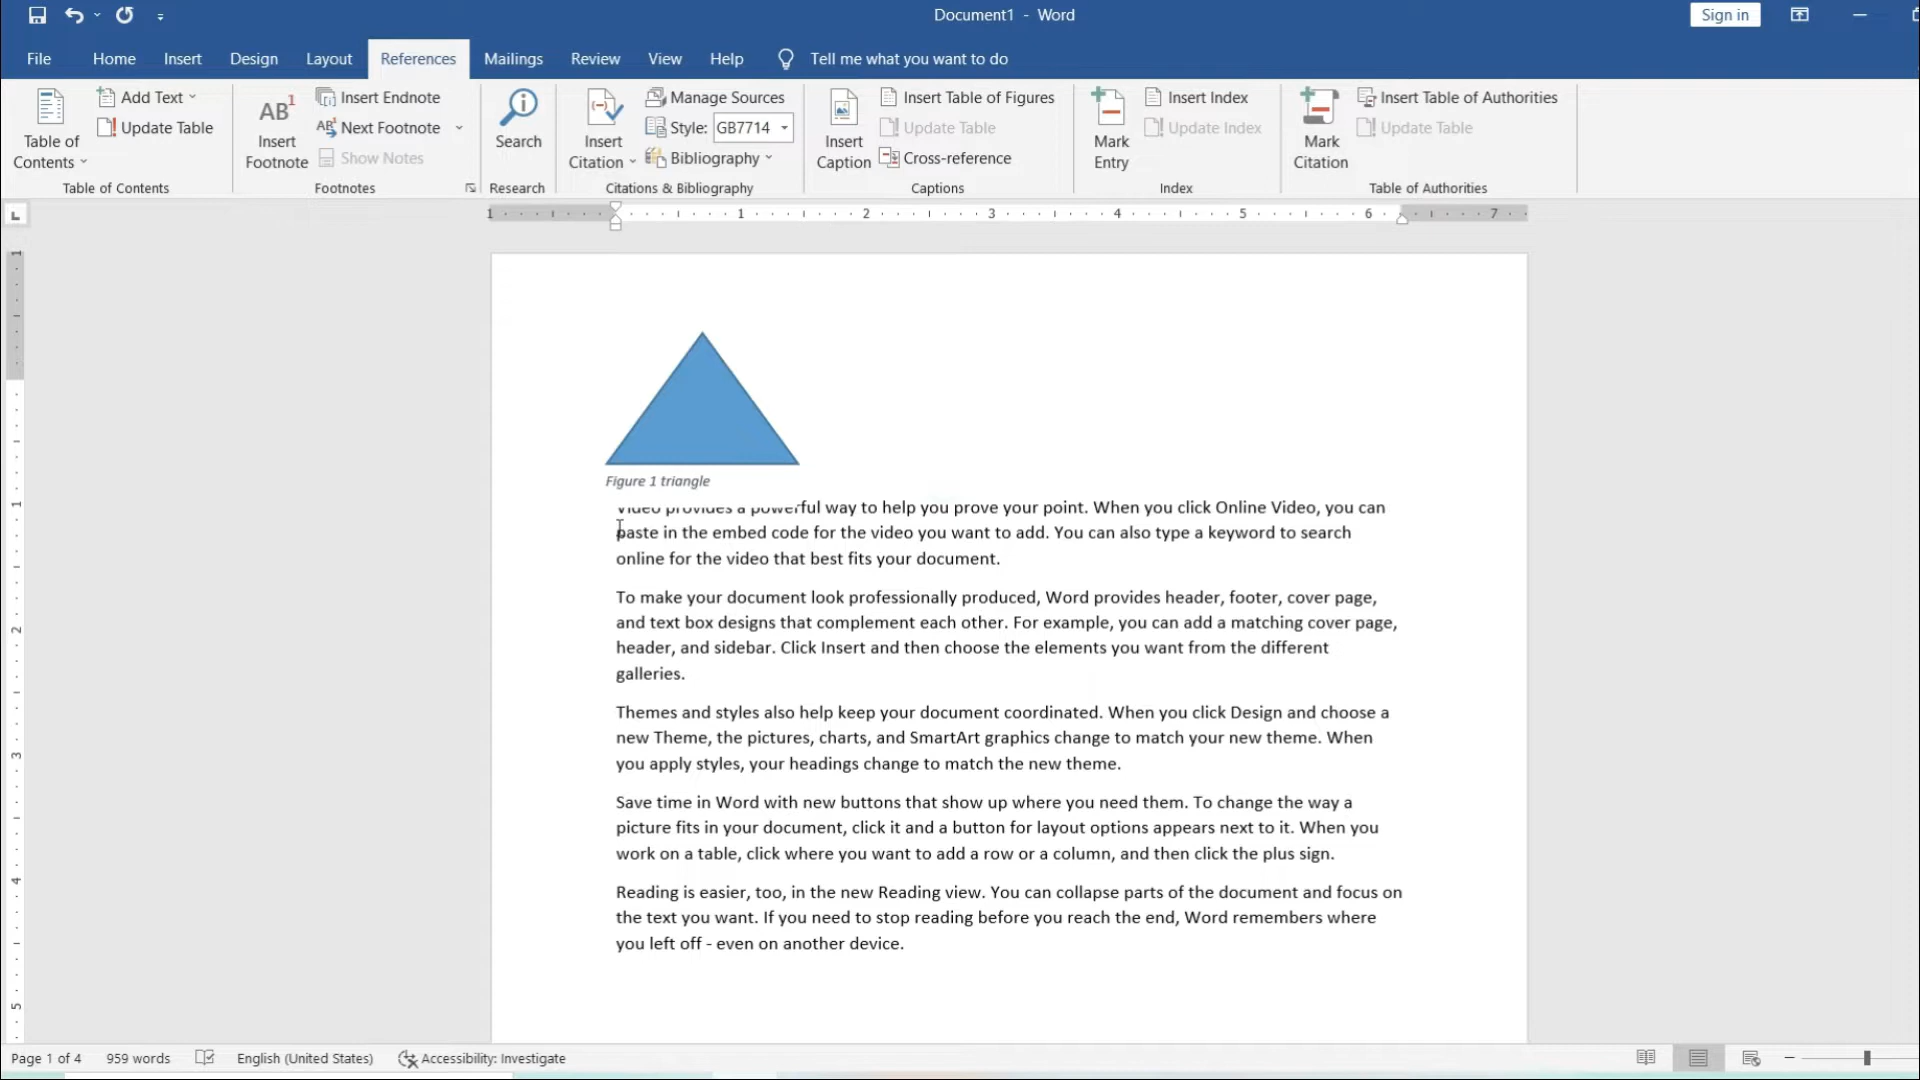 Document1 - Word
Sign in
File Home Insert Design Layout References Mailings Review View Help Tell me what you want to do
Table of Contents
Add Text
Update Table
Table of Contents
AB1
Insert Footnote
Insert Endnote
Next Footnote
Show Notes
Footnotes
Search
Research
Insert Citation
Manage Sources
Style: GB7714
Bibliography
Citations & Bibliography
Insert Caption
Insert Table of Figures
Update Table
Cross-reference
Captions
Mark Entry
Insert Index
Update Index
Index
Mark Citation
Insert Table of Authorities
Update Table
Table of Authorities
1 1 2 3 4 5 6 7
1
1
2
3
4
5
Figure 1 triangle
Video provides a powerful way to help you prove your point. When you click Online Video, you can
paste in the embed code for the video you want to add. You can also type a keyword to search
online for the video that best fits your document.
To make your document look professionally produced, Word provides header, footer, cover page,
and text box designs that complement each other. For example, you can add a matching cover page,
header, and sidebar. Click Insert and then choose the elements you want from the different
galleries.
Themes and styles also help keep your document coordinated. When you click Design and choose a
new Theme, the pictures, charts, and SmartArt graphics change to match your new theme. When
you apply styles, your headings change to match the new theme.
Save time in Word with new buttons that show up where you need them. To change the way a
picture fits in your document, click it and a button for layout options appears next to it. When you
work on a table, click where you want to add a row or a column, and then click the plus sign.
Reading is easier, too, in the new Reading view. You can collapse parts of the document and focus on
the text you want. If you need to stop reading before you reach the end, Word remembers where
you left off - even on another device.
Page 1 of 4 959 words English (United States) Accessibility: Investigate